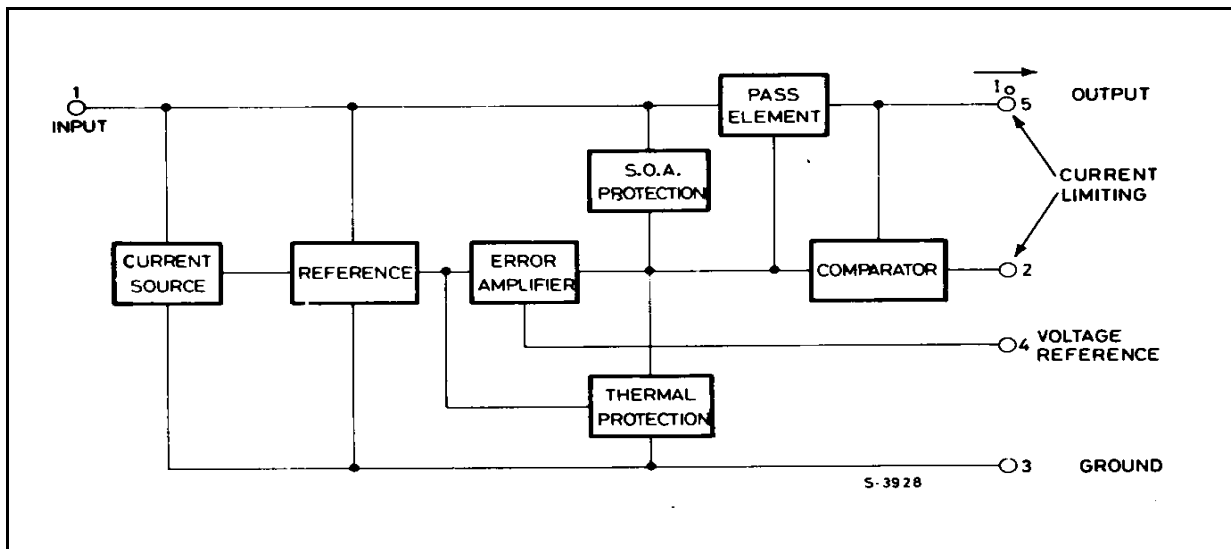 1
INPUT
PASS
ELEMENT
Io
5
OUTPUT
S.O.A.
PROTECTION
CURRENT
LIMITING
CURRENT
SOURCE
REFERENCE
ERROR
AMPLIFIER
COMPARATOR
2
4
VOLTAGE
REFERENCE
THERMAL
PROTECTION
3
GROUND
S-3928